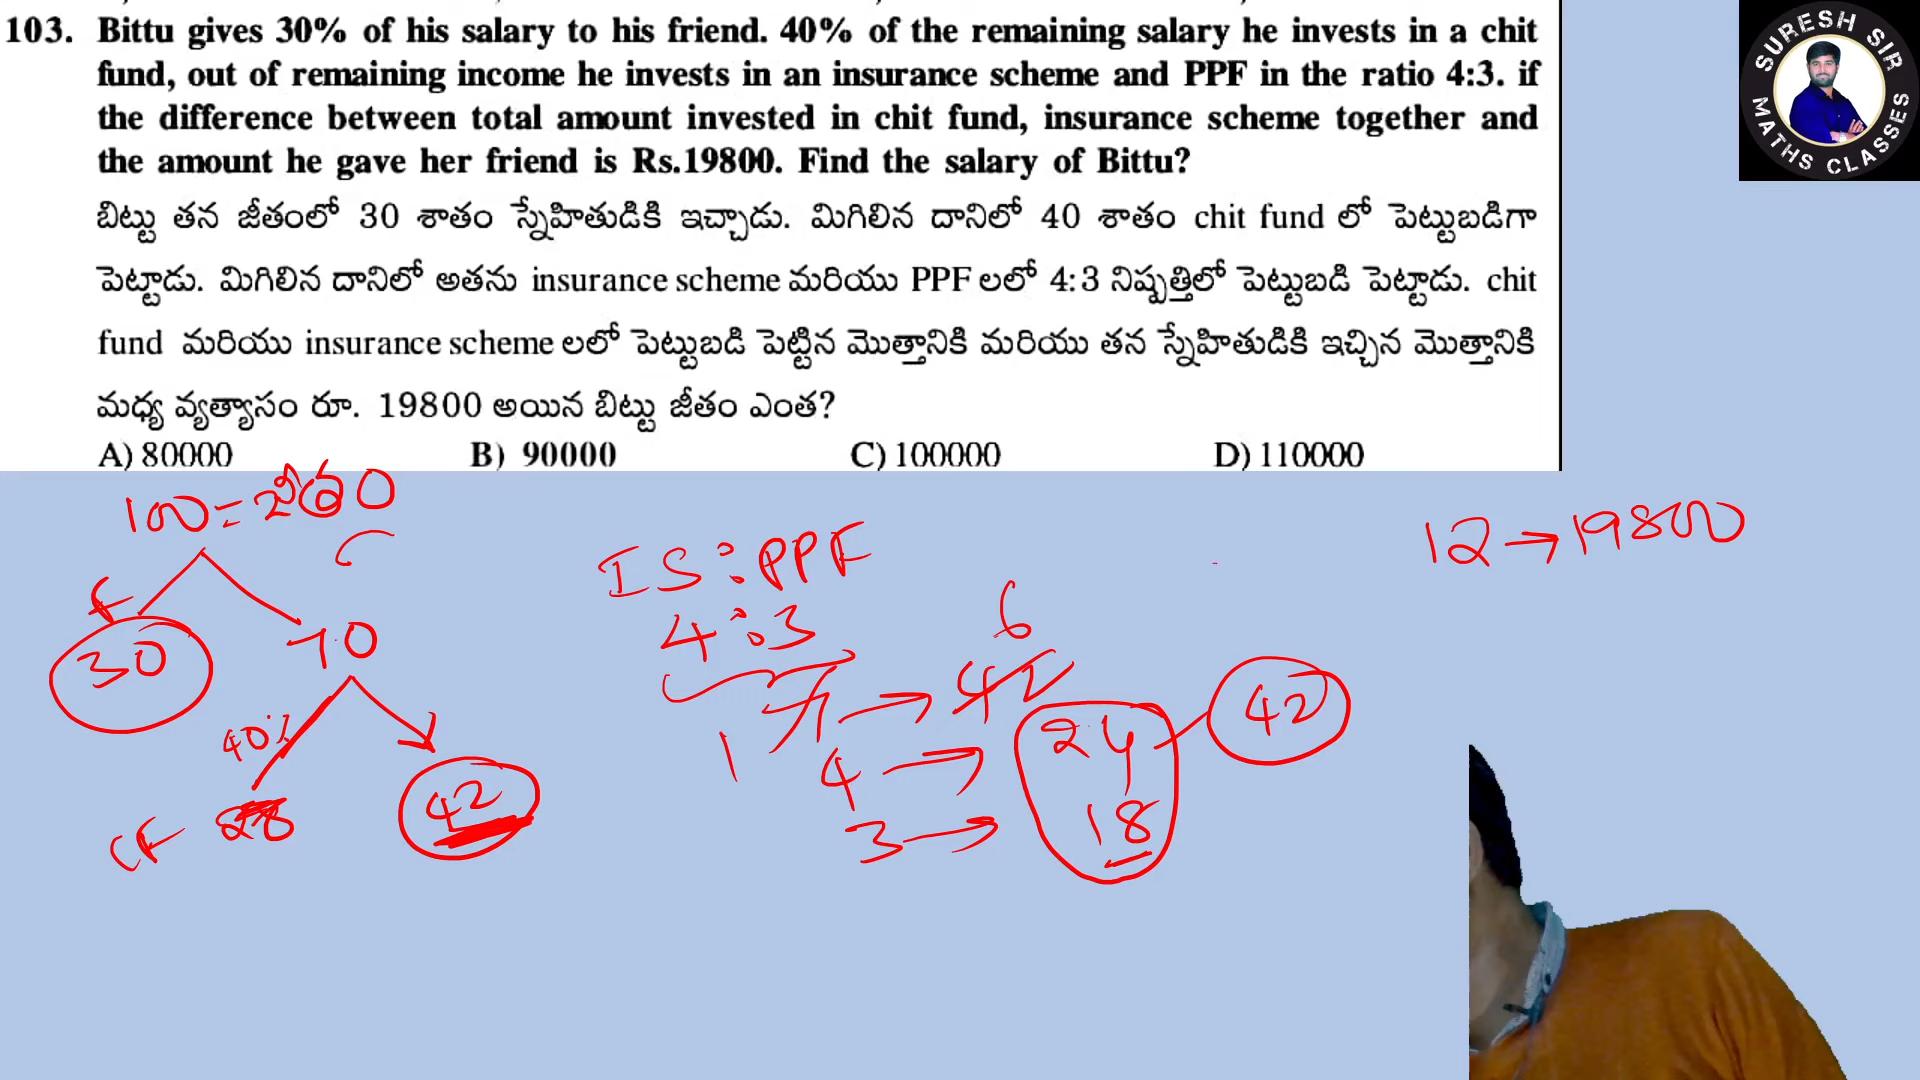 103. Bittu gives 30% of his salary to his friend. 40% of the remaining salary he invests in a chit
fund, out of remaining income he invests in an insurance scheme and PPF in the ratio 4:3. if
the difference between total amount invested in chit fund, insurance scheme together and
the amount he gave her friend is Rs.19800. Find the salary of Bittu?
బిట్టు తన జీతంలో 30 శాతం స్నేహితుడికి ఇచ్చాడు. మిగిలిన దానిలో 40 శాతం chit fund లో పెట్టుబడిగా
పెట్టాడు. మిగిలిన దానిలో అతను insurance scheme మరియు PPF లలో 4:3 నిష్పత్తిలో పెట్టుబడి పెట్టాడు. chit
fund మరియు insurance scheme లలో పెట్టుబడి పెట్టిన మొత్తానికి మరియు తన స్నేహితుడికి ఇచ్చిన మొత్తానికి
మధ్య వ్యత్యాసం రూ. 19800 అయిన బిట్టు జీతం ఎంత?
A) 80000 B) 90000 C) 100000 D) 110000
SURESH SIR
MATHS CLASSES
100 = జీతం
F
30 70
40%
CF 28 42
IS : PPF
4 : 3
6
1 7 → 42
4 → 24 42
3 → 18
12 → 19800